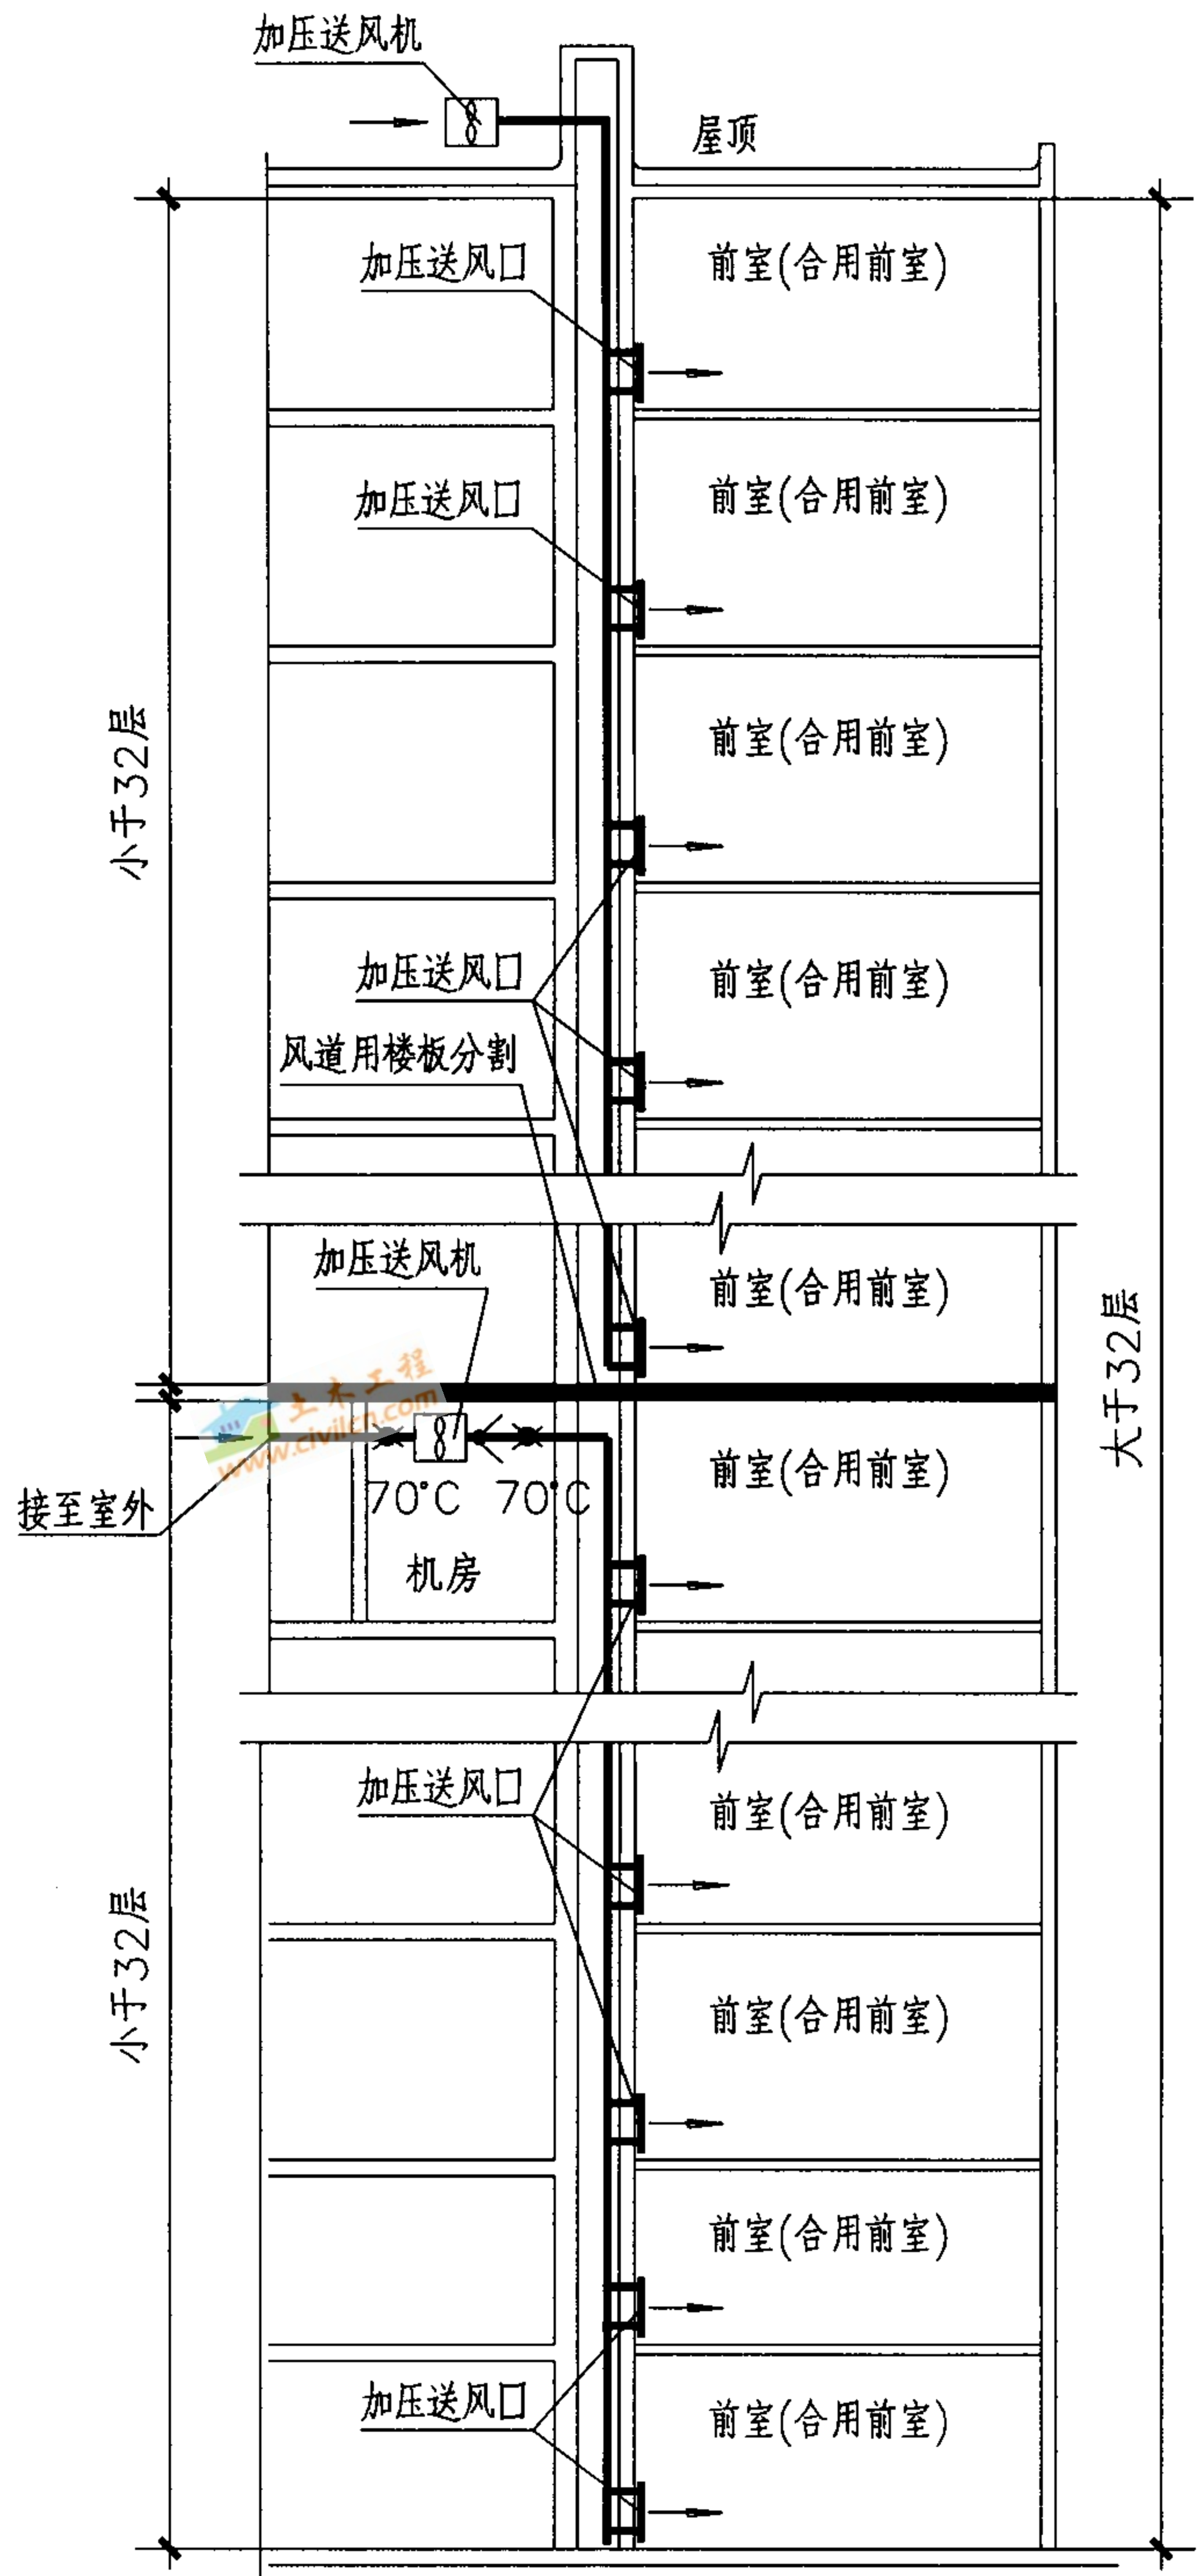 加压送风机
屋顶
加压送风口
前室(合用前室)
加压送风口
前室(合用前室)
小于32层
前室(合用前室)
加压送风口
前室(合用前室)
风道用楼板分割
加压送风机
前室(合用前室)
大于32层
土木工程
www.civilcn.com
前室(合用前室)
接至室外
70°C 70°C
机房
加压送风口
前室(合用前室)
小于32层
前室(合用前室)
前室(合用前室)
加压送风口
前室(合用前室)